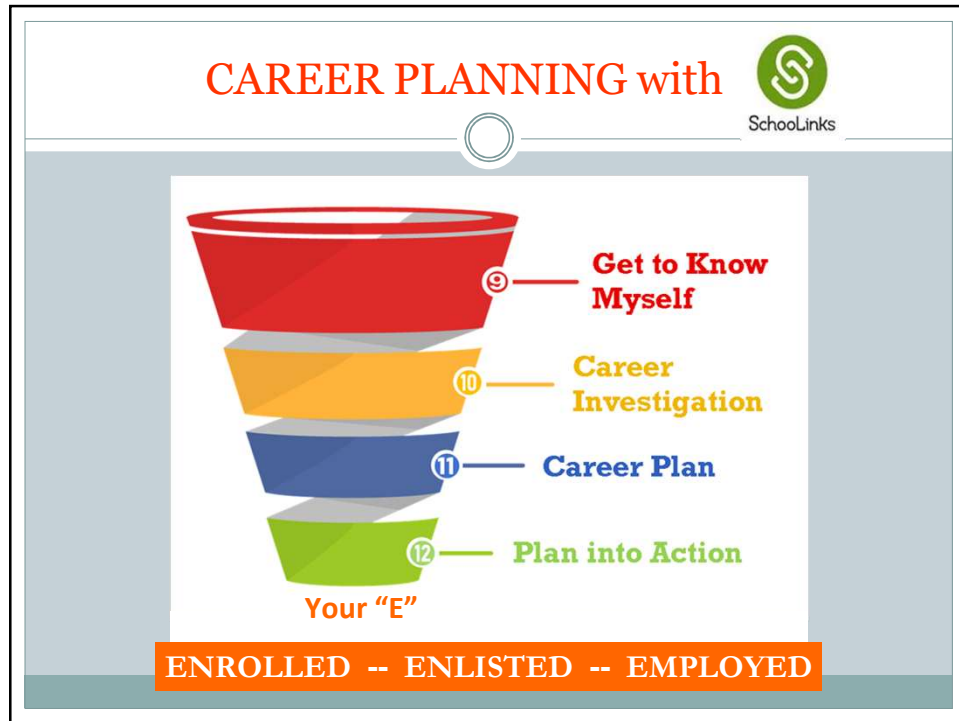 CAREER PLANNING with
SchooLinks
9
Get to Know
Myself
10
Career
Investigation
11
Career Plan
12
Plan into Action
Your “E”
ENROLLED -- ENLISTED -- EMPLOYED